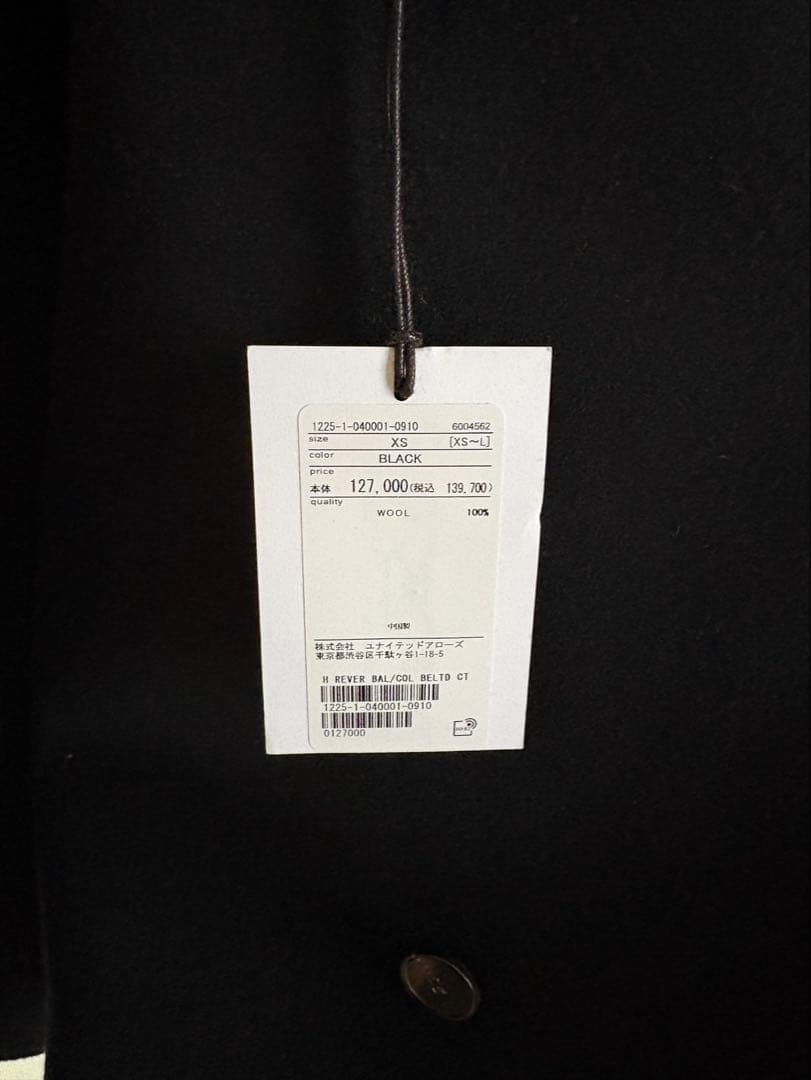 1225-1-040001-0910 6004562
size XS [XS～L]
color BLACK
price
本体 127,000(税込 139,700)
quality
WOOL 100%
中国製
株式会社 ユナイテッドアローズ
東京都渋谷区千駄ヶ谷1-18-5
H REVER BAL/COL BELTD CT
1225-1-040001-0910
0127000